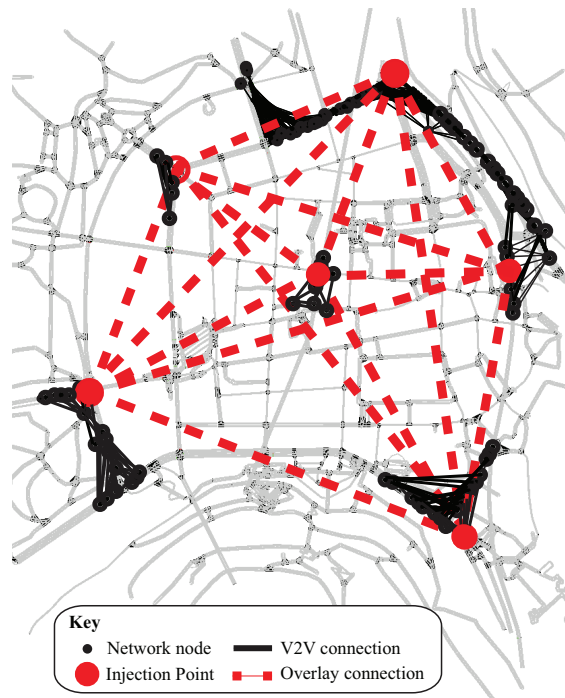 Key
Network node
V2V connection
Injection Point
Overlay connection